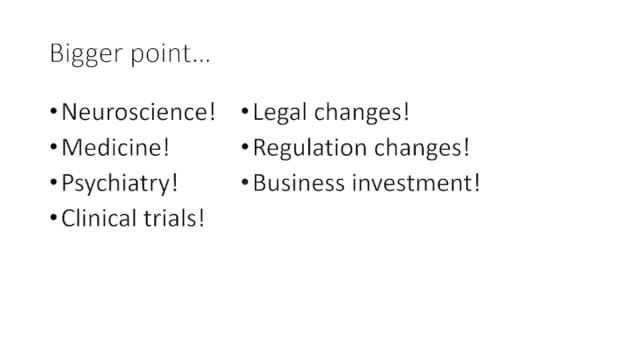 Bigger point...
• Neuroscience!
• Medicine!
• Psychiatry!
• Clinical trials!
• Legal changes!
• Regulation changes!
• Business investment!